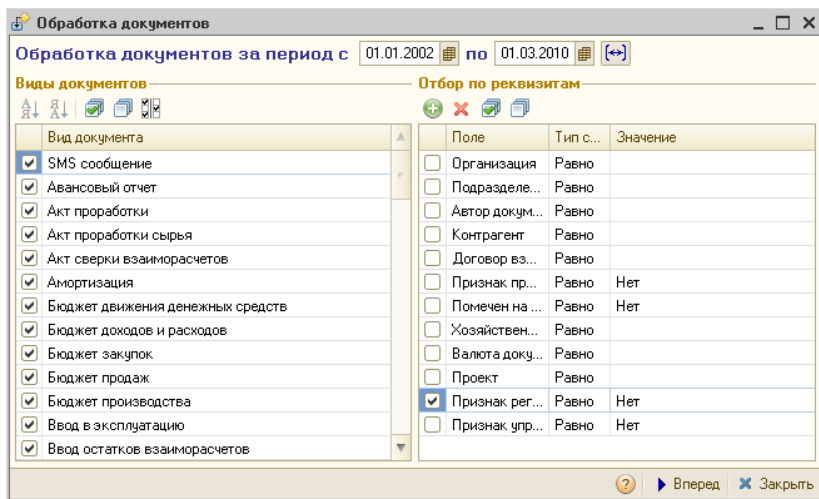 Обработка документов
Обработка документов за период с 01.01.2002 по 01.03.2010
Виды документов
Вид документа
SMS сообщение
Авансовый отчет
Акт проработки
Акт проработки сырья
Акт сверки взаиморасчетов
Амортизация
Бюджет движения денежных средств
Бюджет доходов и расходов
Бюджет закупок
Бюджет продаж
Бюджет производства
Ввод в эксплуатацию
Ввод остатков взаиморасчетов
Отбор по реквизитам
Поле Тип с... Значение
Организация Равно
Подразделе... Равно
Автор докум... Равно
Контрагент Равно
Договор вз... Равно
Признак пр... Равно Нет
Помечен на ... Равно Нет
Хозяйствен... Равно
Валюта доку... Равно
Проект Равно
Признак рег... Равно Нет
Признак упр... Равно Нет
Вперед Закрыть